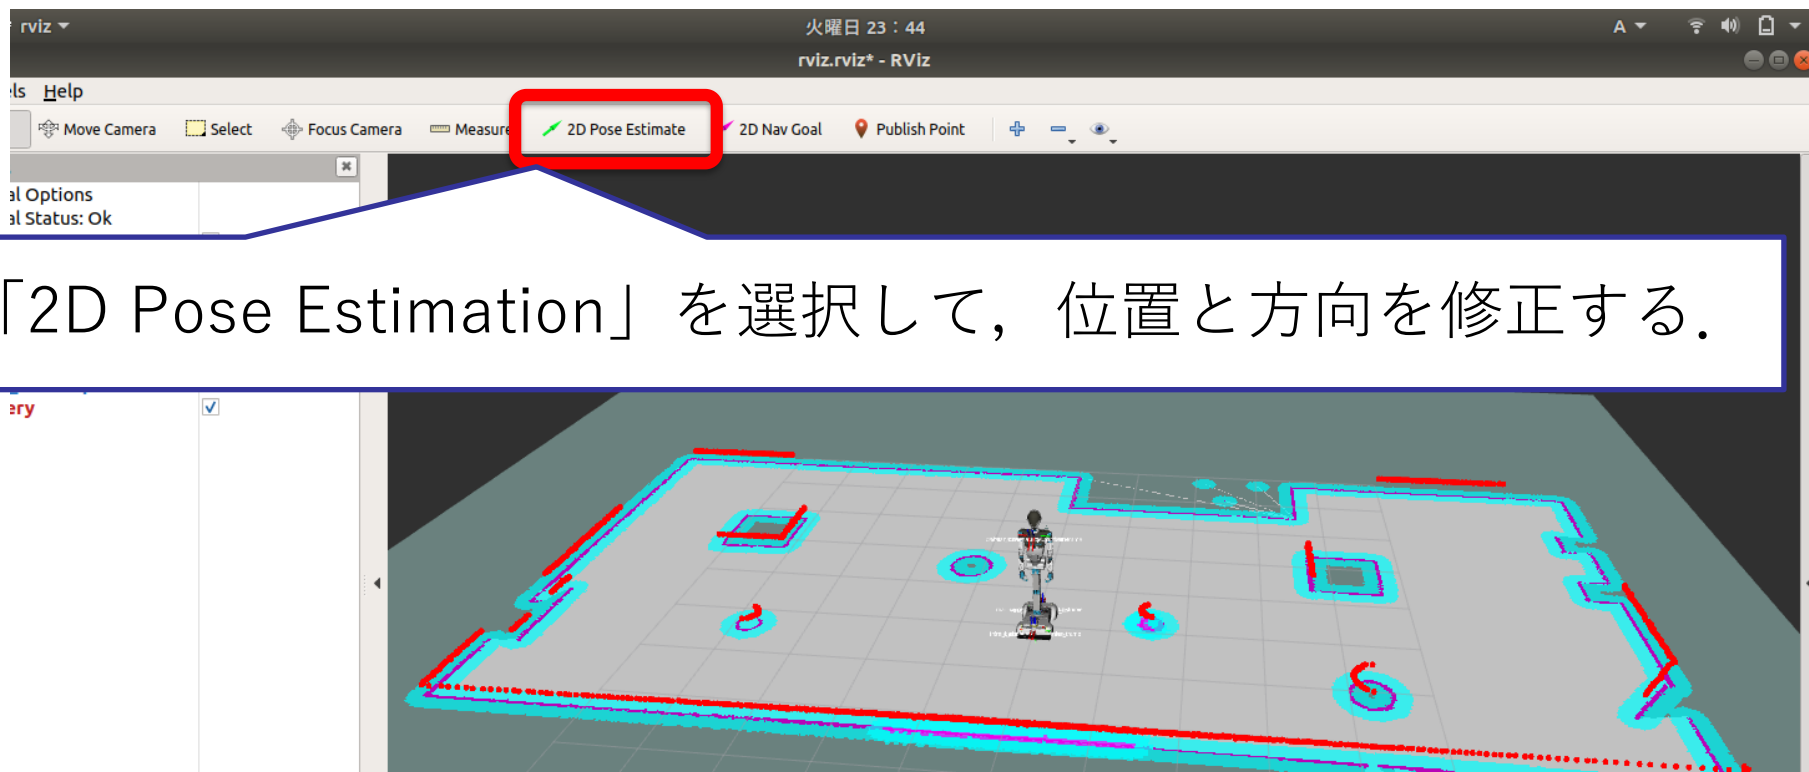 rviz
火曜日 23：44
A
rviz.rviz* - RViz
ls Help
Move Camera Select Focus Camera Measure 2D Pose Estimate 2D Nav Goal Publish Point
al Options
al Status: Ok
「2D Pose Estimation」を選択して，位置と方向を修正する．
ery